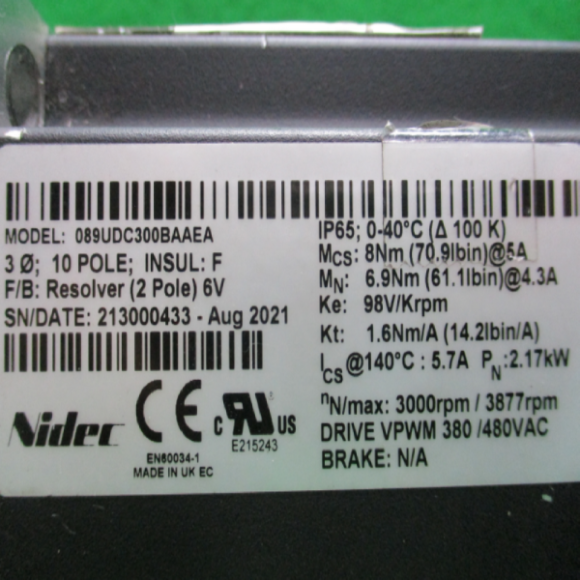 MODEL: 089UDC300BAAEA
3 Ø; 10 POLE; INSUL: F
F/B: Resolver (2 Pole) 6V
SN/DATE: 213000433 - Aug 2021
Nidec
CE
EN60034-1
MADE IN UK EC
c RU US
E215243
IP65; 0-40°C (Δ 100 K)
MCS: 8Nm (70.9lbin)@5A
MN: 6.9Nm (61.1lbin)@4.3A
Ke: 98V/Krpm
Kt: 1.6Nm/A (14.2lbin/A)
ICS @140°C : 5.7A PN:2.17kW
nN/max: 3000rpm / 3877rpm
DRIVE VPWM 380 /480VAC
BRAKE: N/A